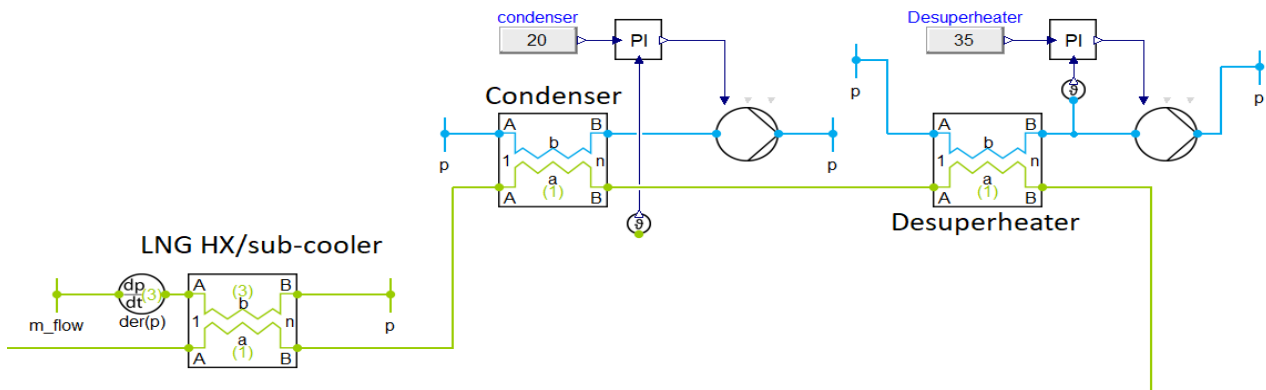 condenser
20
PI
Desuperheater
35
PI
Condenser
p
A
B
b
1
n
a
(1)
A
B
p
ϑ
p
A
B
b
1
n
a
(1)
A
B
ϑ
p
Desuperheater
LNG HX/sub-cooler
m_flow
dp
dt
(3)
der(p)
A
(3)
B
b
1
n
a
(1)
A
B
p